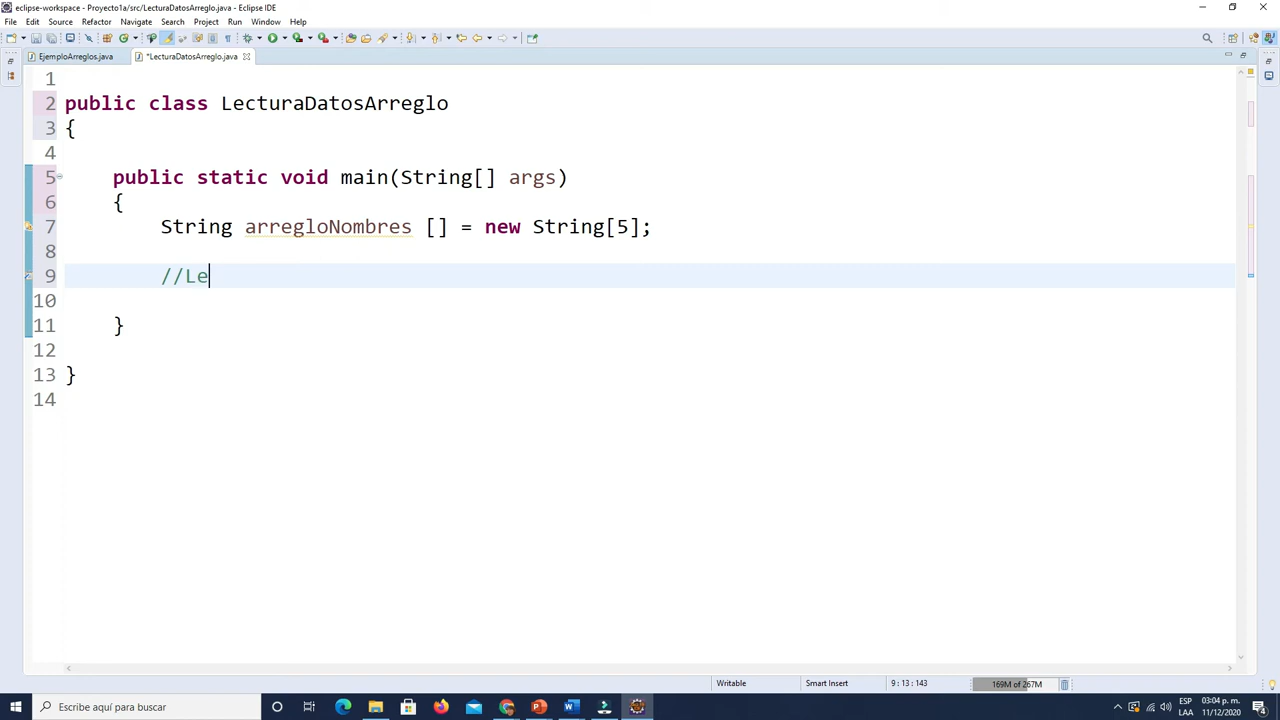 eclipse-workspace - Proyecto1a/src/LecturaDatosArreglo.java - Eclipse IDE
File Edit Source Refactor Navigate Search Project Run Window Help
EjemploArreglos.java *LecturaDatosArreglo.java
1
2 public class LecturaDatosArreglo
3 {
4
5 public static void main(String[] args)
6 {
7 String arregloNombres [] = new String[5];
8
9 //Le
10
11 }
12
13 }
14
Writable Smart Insert 9 : 13 : 143 169M of 267M
Escribe aquí para buscar ESP 03:04 p. m.
LAA 11/12/2020 4